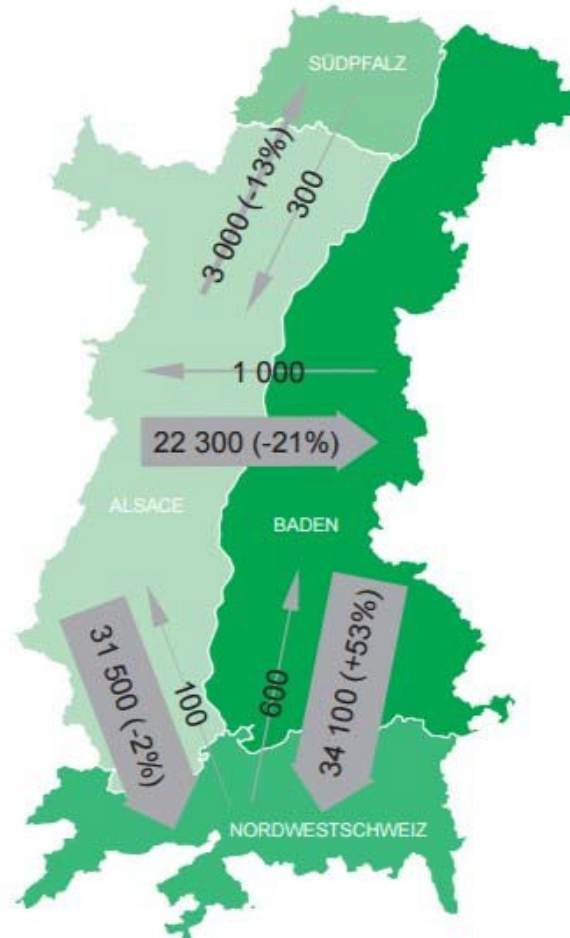 SÜDPFALZ
3 000 (-13%)
300
1 000
22 300 (-21%)
ALSACE
BADEN
31 500 (-2%)
100
600
34 100 (+53%)
NORDWESTSCHWEIZ